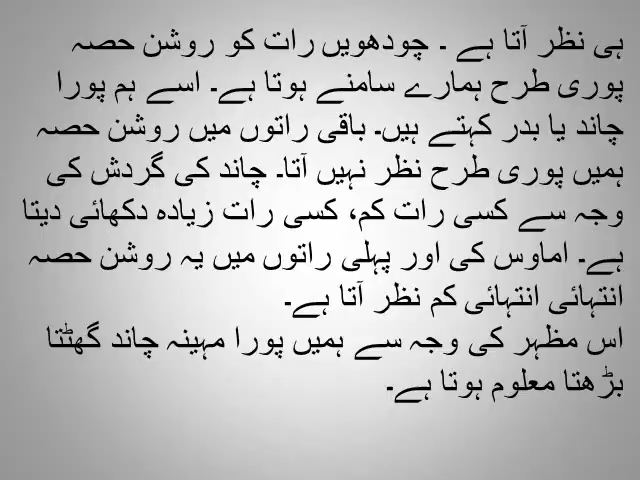 ہی نظر آتا ہے ۔ چودھویں رات کو روشن حصہ
پوری طرح ہمارے سامنے ہوتا ہے۔ اسے ہم پورا
چاند یا بدر کہتے ہیں۔ باقی راتوں میں روشن حصہ
ہمیں پوری طرح نظر نہیں آتا۔ چاند کی گردش کی
وجہ سے کسی رات کم، کسی رات زیادہ دکھائی دیتا
ہے۔ اماوس کی اور پہلی راتوں میں یہ روشن حصہ
انتہائی انتہائی کم نظر آتا ہے۔
اس مظہر کی وجہ سے ہمیں پورا مہینہ چاند گھٹتا
بڑھتا معلوم ہوتا ہے۔